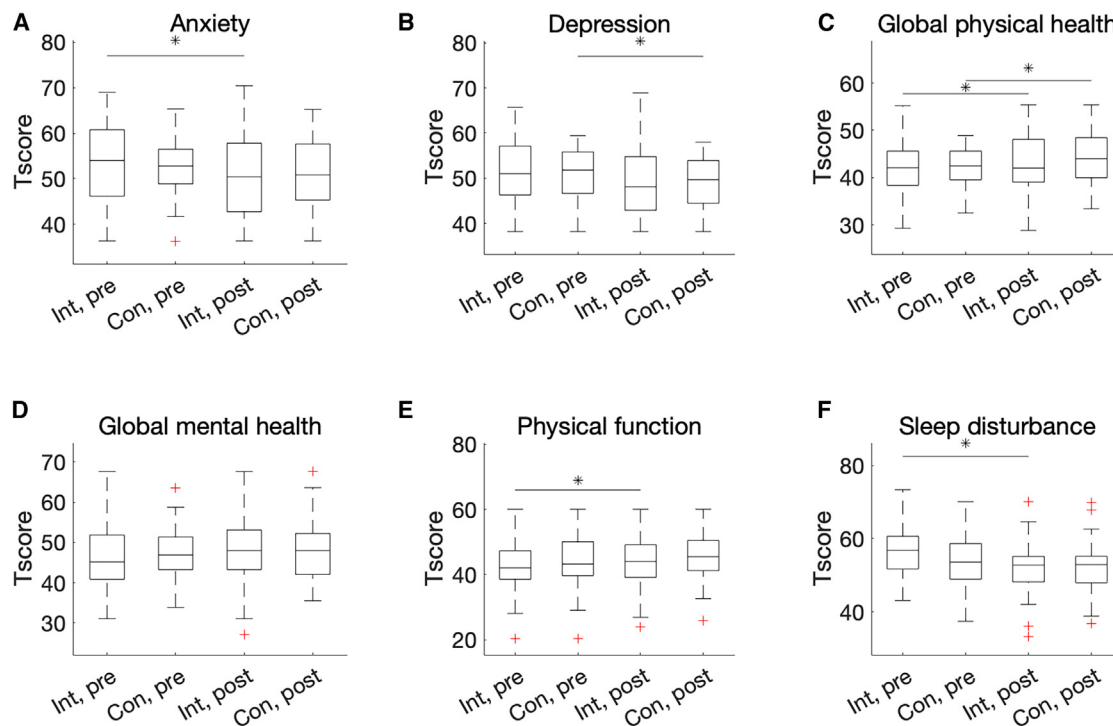 A Anxiety
80
70
60
50
40
Tscore
*
Int, pre
Con, pre
Int, post
Con, post
B Depression
80
70
60
50
40
Tscore
*
Int, pre
Con, pre
Int, post
Con, post
C Global physical health
60
50
40
30
Tscore
*
*
Int, pre
Con, pre
Int, post
Con, post
D Global mental health
70
60
50
40
30
Tscore
Int, pre
Con, pre
Int, post
Con, post
E Physical function
80
60
40
20
Tscore
*
Int, pre
Con, pre
Int, post
Con, post
F Sleep disturbance
80
60
40
Tscore
*
Int, pre
Con, pre
Int, post
Con, post